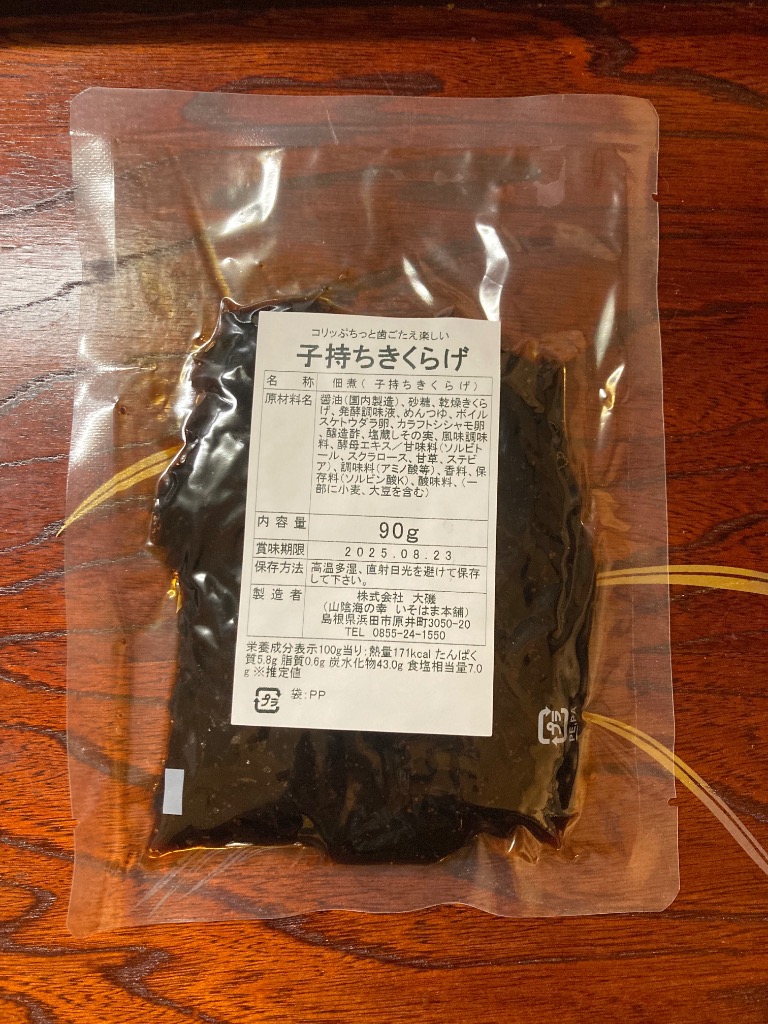 コリッぷちっと歯ごたえ楽しい
子持ちきくらげ
名称 佃煮(子持ちきくらげ)
原材料名 醤油(国内製造)、砂糖、乾燥きくら
げ、発酵調味液、めんつゆ、ボイル
スケトウダラ卵、カラフトシシャモ卵
、醸造酢、塩蔵しその実、風味調味
料、酵母エキス/甘味料(ソルビト
ール、スクラロース、甘草、ステビ
ア)、調味料(アミノ酸等)、香料、保
存料(ソルビン酸K)、酸味料、(一
部に小麦、大豆を含む)
内容量 90g
賞味期限 2025.08.23
保存方法 高温多湿、直射日光を避けて保存
して下さい。
製造者 株式会社 大磯
(山陰海の幸 いそはま本舗)
島根県浜田市原井町3050-20
TEL 0855-24-1550
栄養成分表示100g当り:熱量171kcal たんぱく
質5.8g 脂質0.6g 炭水化物43.0g 食塩相当量7.0
g ※推定値
プラ 袋:PP
プラ PE,PA